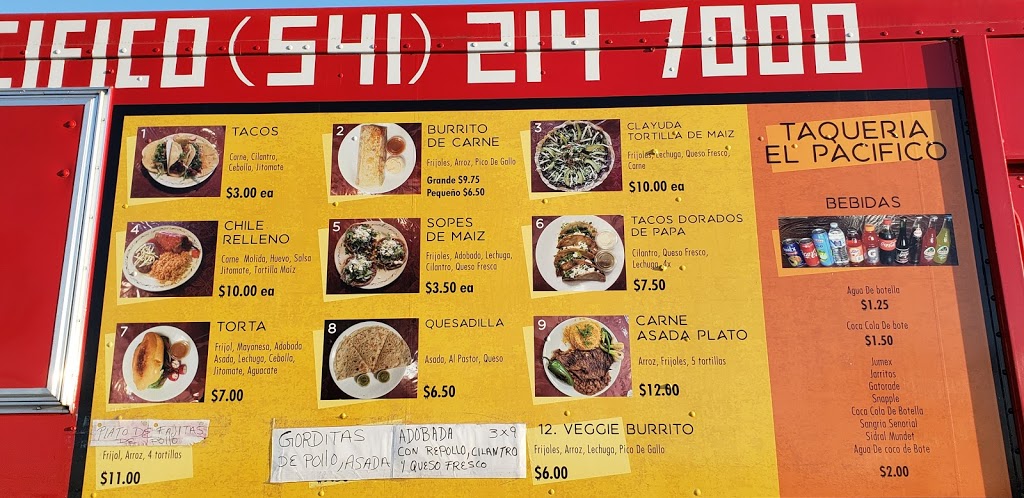 CIFICO (541) 214 7000
1
TACOS
Carne, Cilantro,
Cebolla, Jitomate
$3.00 ea
2
BURRITO
DE CARNE
Frijoles, Arroz, Pico De Gallo
Grande $9.75
Pequeño $6.50
3
CLAYUDA
TORTILLA DE MAIZ
Frijoles, Lechuga, Queso Fresco,
Carne
$10.00 ea
4
CHILE
RELLENO
Carne Molida, Huevo, Salsa
Jitomate, Tortilla Maíz
$10.00 ea
5
SOPES
DE MAIZ
Frijoles, Adobada, Lechuga,
Cilantro, Queso Fresco
$3.50 ea
6
TACOS DORADOS
DE PAPA
Cilantro, Queso Fresco,
Lechuga, 4x
$7.50
7
TORTA
Frijol, Mayonesa, Adobada
Asada, Lechuga, Cebolla,
Jitomate, Aguacate
$7.00
8
QUESADILLA
Asada, Al Pastor, Queso
$6.50
9
CARNE
ASADA PLATO
Arroz, Frijoles, 5 tortillas
$12.00
PLATO DE FAJITAS
DE POLLO
Frijol, Arroz, 4 tortillas
$11.00
GORDITAS
DE POLLO, ASADA
ADOBADA 3x9
CON REPOLLO, CILANTRO
Y QUESO FRESCO
12. VEGGIE BURRITO
Frijoles, Arroz, Lechuga, Pico De Gallo
$6.00
TAQUERIA
EL PACIFICO
BEBIDAS
Agua De botella
$1.25
Coca Cola De bote
$1.50
Jumex
Jarritos
Gatorade
Snapple
Coca Cola De Botella
Sangria Senorial
Sidral Mundet
Agua De coco de Bote
$2.00